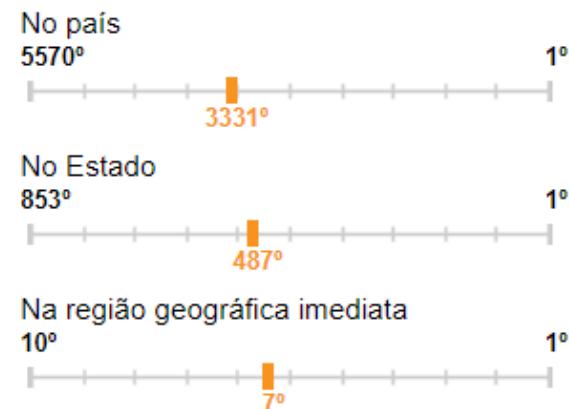 No país
5570º 1º
3331º
No Estado
853º 1º
487º
Na região geográfica imediata
10º 1º
7º